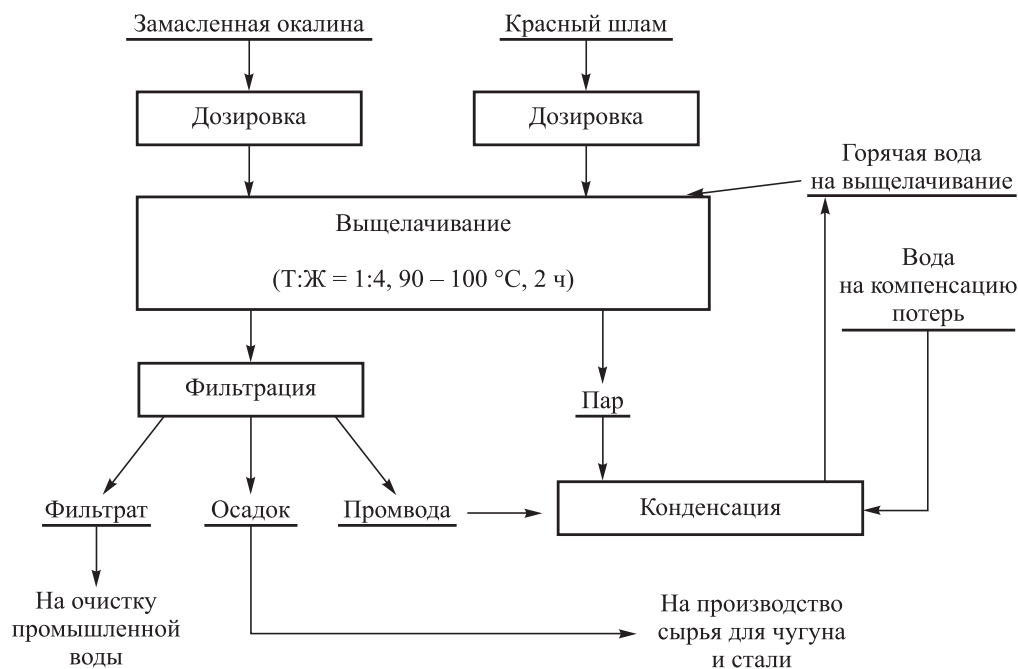 Замасленная окалина
Красный шлам
Дозировка
Дозировка
Горячая вода
на выщелачивание
Выщелачивание
(Т:Ж = 1:4, 90 – 100 °C, 2 ч)
Вода
на компенсацию
потерь
Фильтрация
Пар
Фильтрат
Осадок
Промвода
Конденсация
На очистку
промышленной
воды
На производство
сырья для чугуна
и стали